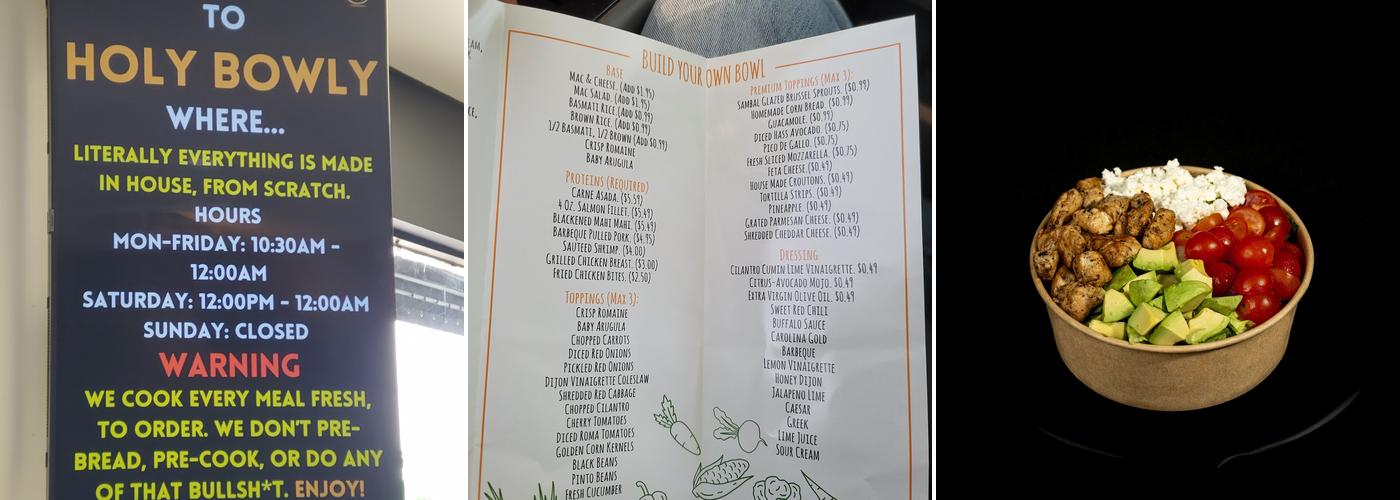 TO
HOLY BOWLY
WHERE...
LITERALLY EVERYTHING IS MADE
IN HOUSE, FROM SCRATCH.
HOURS
MON-FRIDAY: 10:30AM -
12:00AM
SATURDAY: 12:00PM - 12:00AM
SUNDAY: CLOSED
WARNING
WE COOK EVERY MEAL FRESH,
TO ORDER. WE DON'T PRE-
BREAD, PRE-COOK, OR DO ANY
OF THAT BULLSH*T. ENJOY!
BUILD YOUR OWN BOWL
BASE
MAC & CHEESE. (ADD $1.95)
MAC SALAD. (ADD $1.95)
BASMATI RICE.(ADD $0.99)
BROWN RICE. (ADD $0.99)
1/2 BASMATI, 1/2 BROWN (ADD $0.99)
CRISP ROMAINE
BABY ARUGULA
PROTEINS (REQUIRED)
CARNE ASADA. ($5.59)
4 OZ. SALMON FILLET. ($5.49)
BLACKENED MAHI MAHI. ($5.49)
BARBEQUE PULLED PORK. ($4.95)
SAUTEED SHRIMP. ($4.00)
GRILLED CHICKEN BREAST. ($3.00)
FRIED CHICKEN BITES. ($2.50)
TOPPINGS (MAX 3):
CRISP ROMAINE
BABY ARUGULA
CHOPPED CARROTS
DICED RED ONIONS
PICKLED RED ONIONS
DIJON VINAIGRETTE COLESLAW
SHREDDED RED CABBAGE
CHOPPED CILANTRO
CHERRY TOMATOES
DICED ROMA TOMATOES
GOLDEN CORN KERNELS
BLACK BEANS
PINTO BEANS
FRESH CUCUMBER
PREMIUM TOPPINGS (MAX 3):
SAMBAL GLAZED BRUSSEL SPROUTS. ($0.99)
HOMEMADE CORN BREAD. ($0.99)
GUACAMOLE. ($0.99)
DICED HASS AVOCADO. ($0.75)
PICO DE GALLO. ($0.75)
FRESH SLICED MOZZARELLA. ($0.75)
FETA CHEESE.($0.49)
HOUSE MADE CROUTONS. ($0.49)
TORTILLA STRIPS. ($0.49)
PINEAPPLE. ($0.49)
GRATED PARMESAN CHEESE. ($0.49)
SHREDDED CHEDDAR CHEESE. ($0.49)
DRESSING
CILANTRO CUMIN LIME VINAIGRETTE. $0.49
CITRUS-AVOCADO MOJO. $0.49
EXTRA VIRGIN OLIVE OIL. $0.49
SWEET RED CHILI
BUFFALO SAUCE
CAROLINA GOLD
BARBEQUE
LEMON VINAIGRETTE
HONEY DIJON
JALAPENO LIME
CAESAR
GREEK
LIME JUICE
SOUR CREAM